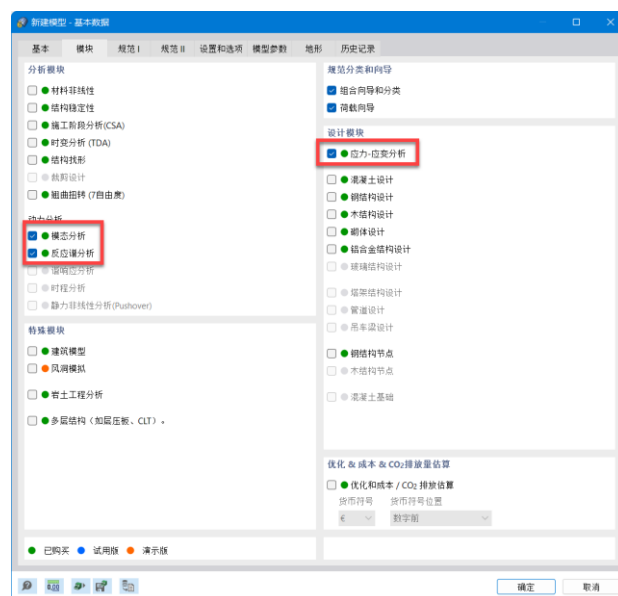 新建模型 - 基本数据
基本 模块 规范 I 规范 II 设置和选项 模型参数 地形 历史记录
分析模块
材料非线性
结构稳定性
施工阶段分析(CSA)
时变分析 (TDA)
结构找形
裁剪设计
翘曲扭转 (7自由度)
动力分析
模态分析
反应谱分析
谐响应分析
时程分析
静力非线性分析(Pushover)
特殊模块
建筑模型
风洞模拟
岩土工程分析
多层结构（如层压板、CLT）。
规范分类和向导
组合向导和分类
荷载向导
设计模块
应力-应变分析
混凝土设计
钢结构设计
木结构设计
砌体设计
铝合金结构设计
玻璃结构设计
塔架结构设计
管道设计
吊车梁设计
钢结构节点
木结构节点
混凝土基础
优化 & 成本 & CO₂排放量估算
优化和成本 / CO₂ 排放估算
货币符号 货币符号位置
€ 数字前
已购买 试用版 演示版
0,00
确定 取消